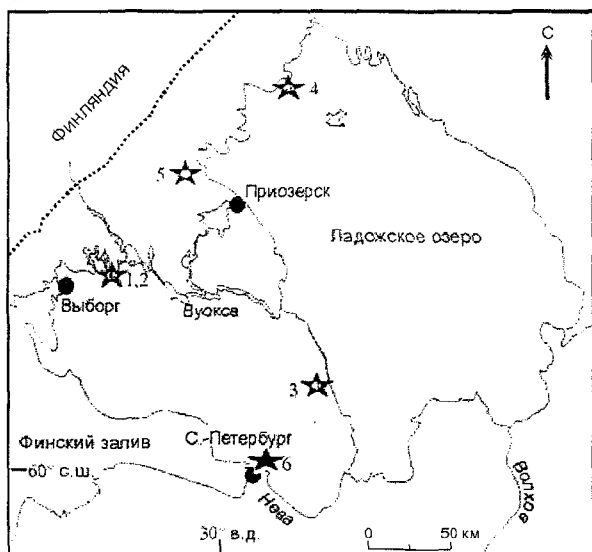 С
Финляндия
4
5
Приозерск
Ладожское озеро
1,2
Выборг
Вуокса
3
Финский залив
С.-Петербург
6
60° с.ш.
Нева
Волхов
30° в.д.
0 50 км